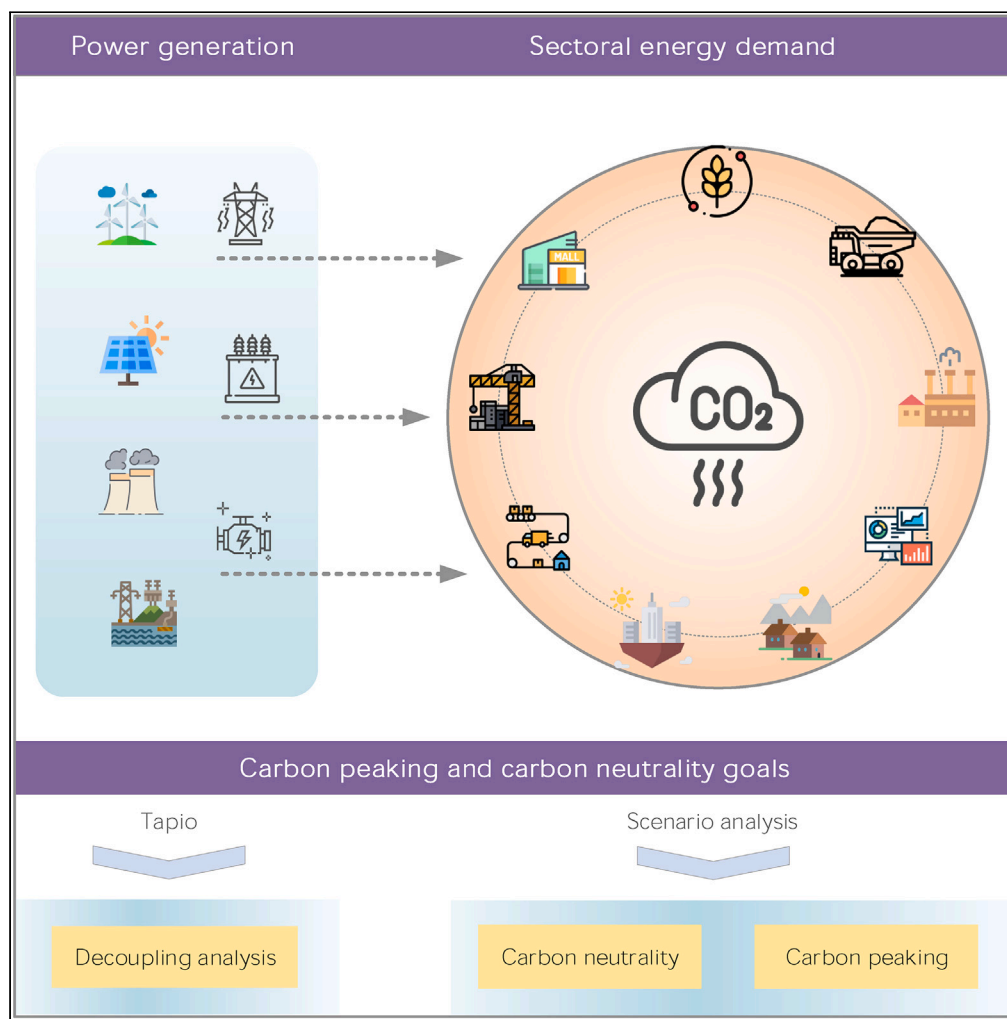 Power generation
Sectoral energy demand
MALL
CO₂
Carbon peaking and carbon neutrality goals
Tapio
Scenario analysis
Decoupling analysis
Carbon neutrality
Carbon peaking